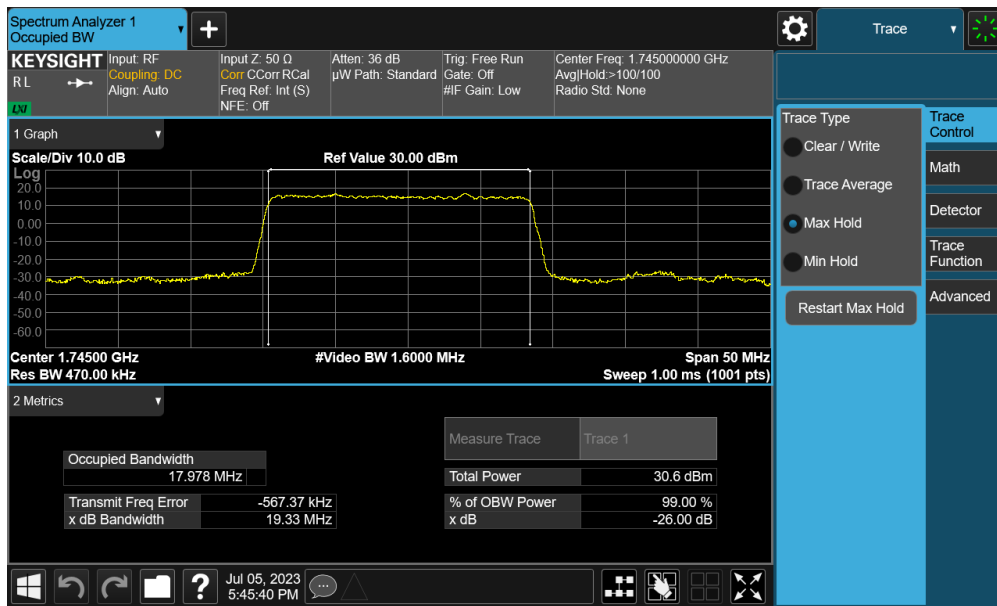 Spectrum Analyzer 1
Occupied BW
+
Trace
KEYSIGHT
R L
LXI
Input: RF
Coupling: DC
Align: Auto
Input Z: 50 Ω
Corr CCorr RCal
Freq Ref: Int (S)
NFE: Off
Atten: 36 dB
µW Path: Standard
Trig: Free Run
Gate: Off
#IF Gain: Low
Center Freq: 1.745000000 GHz
Avg|Hold:>100/100
Radio Std: None
1 Graph
Scale/Div 10.0 dB
Ref Value 30.00 dBm
Log
20.0
10.0
0.00
-10.0
-20.0
-30.0
-40.0
-50.0
-60.0
Center 1.74500 GHz
#Video BW 1.6000 MHz
Span 50 MHz
Res BW 470.00 kHz
Sweep 1.00 ms (1001 pts)
2 Metrics
Measure Trace
Trace 1
Occupied Bandwidth
17.978 MHz
Total Power
30.6 dBm
Transmit Freq Error
-567.37 kHz
% of OBW Power
99.00 %
x dB Bandwidth
19.33 MHz
x dB
-26.00 dB
Trace Type
Clear / Write
Trace Average
Max Hold
Min Hold
Restart Max Hold
Trace
Control
Math
Detector
Trace
Function
Advanced
?
Jul 05, 2023
5:45:40 PM